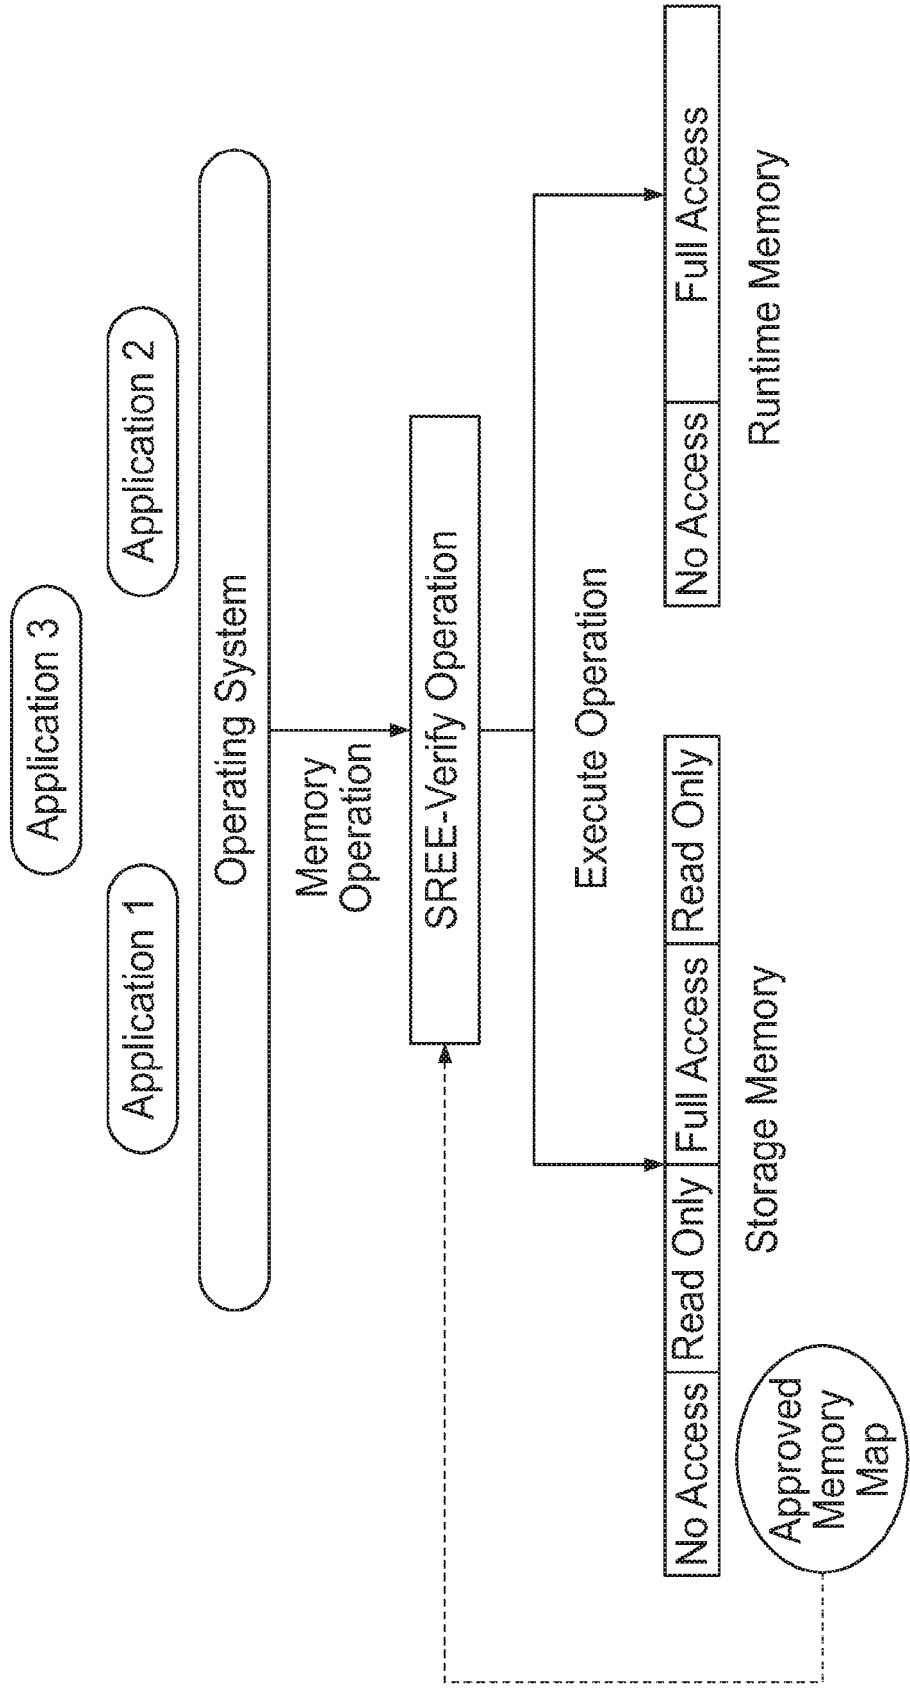 Application 3
Application 1
Application 2
Operating System
Memory
Operation
SREE-Verify Operation
Execute Operation
No Access
Read Only
Full Access
Read Only
No Access
Full Access
Storage Memory
Runtime Memory
Approved
Memory
Map